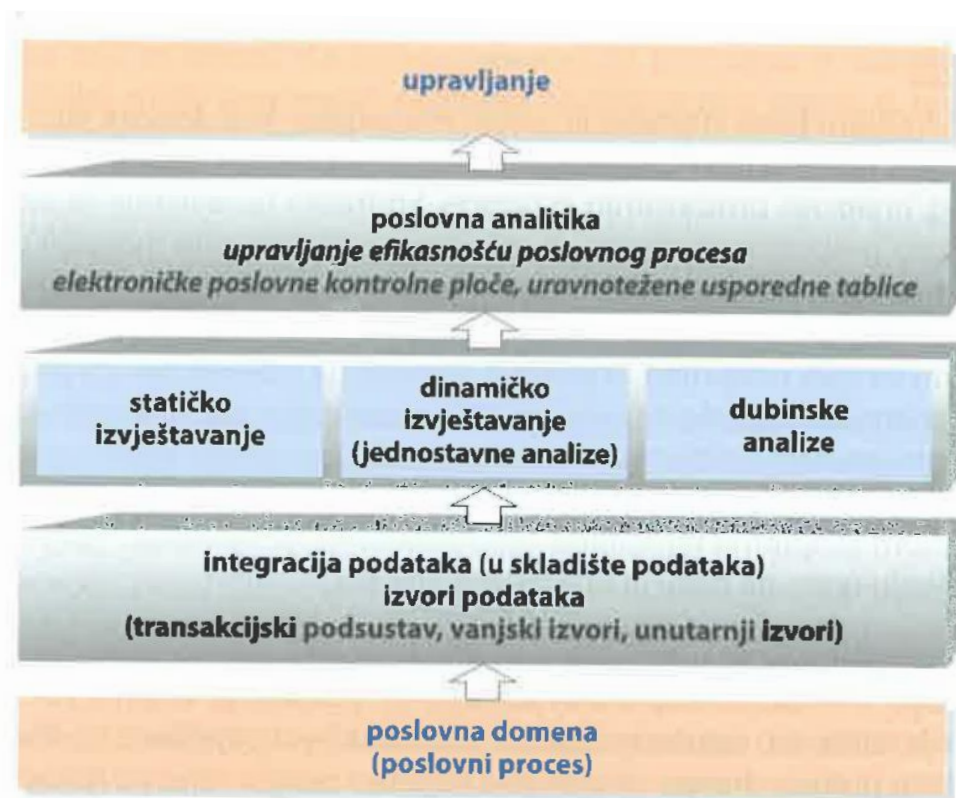 upravljanje
poslovna analitika
upravljanje efikasnošću poslovnog procesa
elektroničke poslovne kontrolne ploče, uravnotežene usporedne tablice
statičko
izvještavanje
dinamičko
izvještavanje
(jednostavne analize)
dubinske
analize
integracija podataka (u skladište podataka)
izvori podataka
(transakcijski podsustav, vanjski izvori, unutarnji izvori)
poslovna domena
(poslovni proces)